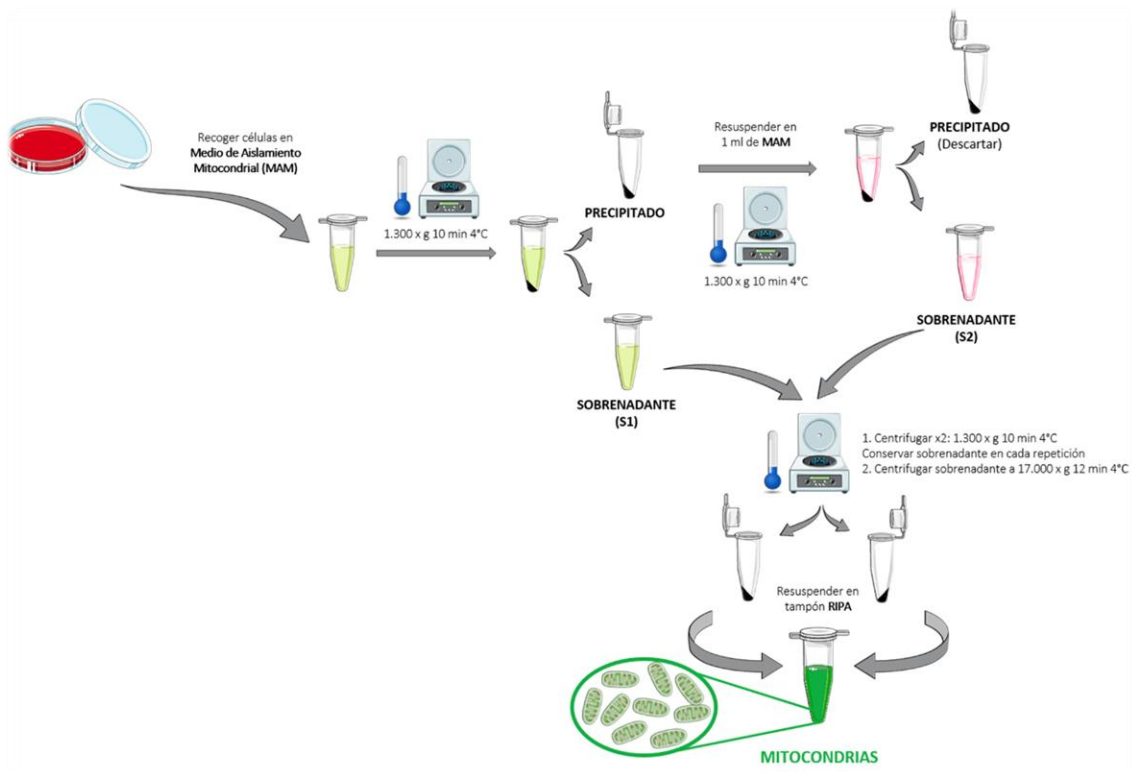 Recoger células en
Medio de Aislamiento
Mitocondrial (MAM)
1.300 x g 10 min 4°C
PRECIPITADO
Resuspender en
1 ml de MAM
1.300 x g 10 min 4°C
PRECIPITADO
(Descartar)
SOBRENADANTE
(S2)
SOBRENADANTE
(S1)
1. Centrifugar x2: 1.300 x g 10 min 4°C
Conservar sobrenadante en cada repetición
2. Centrifugar sobrenadante a 17.000 x g 12 min 4°C
Resuspender en
tampón RIPA
MITOCONDRIAS